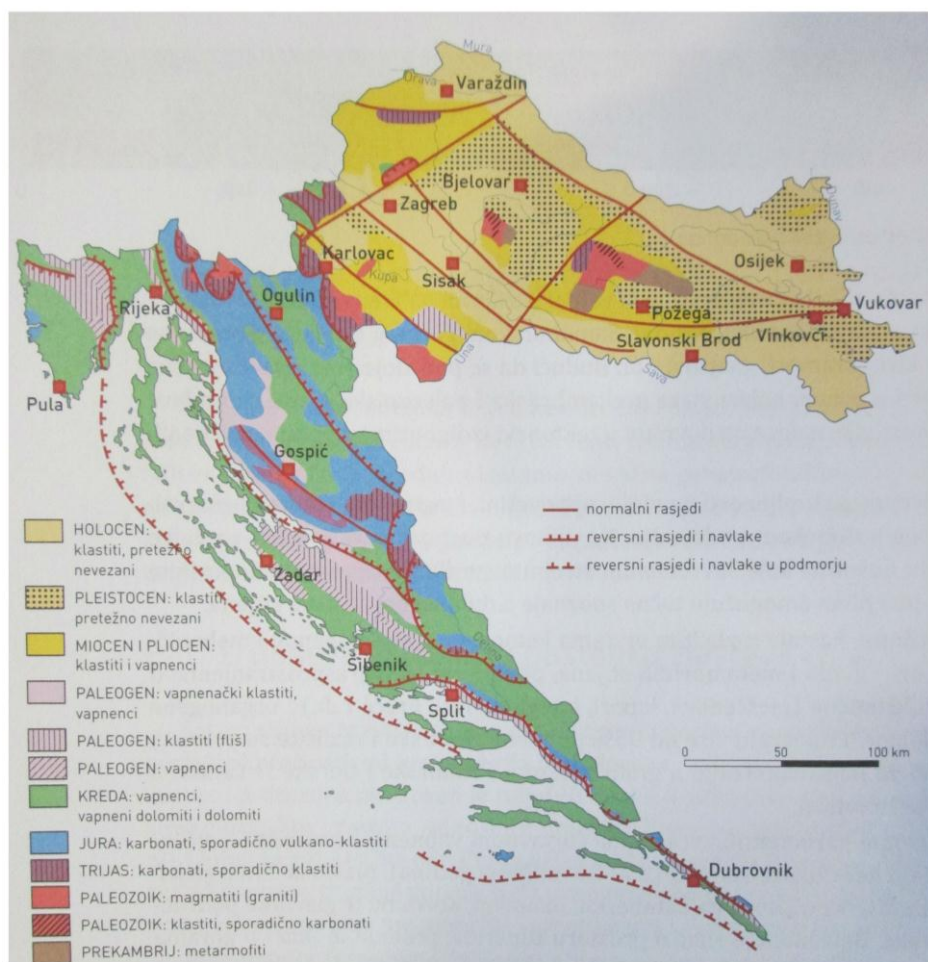 Mura
Drava
Varaždin
Bjelovar
Zagreb
Dunav
Karlovac
Kupa
Sisak
Osijek
Rijeka
Ogulin
Požega
Vukovar
Vinkovci
Una
Slavonski Brod
Sava
Pula
Gospić
Zadar
Cetina
Šibenik
Split
Dubrovnik
HOLOCEN:
klastiti, pretežno
nevezani
PLEISTOCEN: klastiti,
pretežno nevezani
MIOCEN I PLIOCEN:
klastiti i vapnenci
PALEOGEN: vapnenački klastiti,
vapnenci
PALEOGEN: klastiti (fliš)
PALEOGEN: vapnenci
KREDA: vapnenci,
vapneni dolomiti i dolomiti
JURA: karbonati, sporadično vulkano-klastiti
TRIJAS: karbonati, sporadično klastiti
PALEOZOIK: magmatiti (graniti)
PALEOZOIK: klastiti, sporadično karbonati
PREKAMBRIJ: metarmofiti
normalni rasjedi
reversni rasjedi i navlake
reversni rasjedi i navlake u podmorju
0 50 100 km